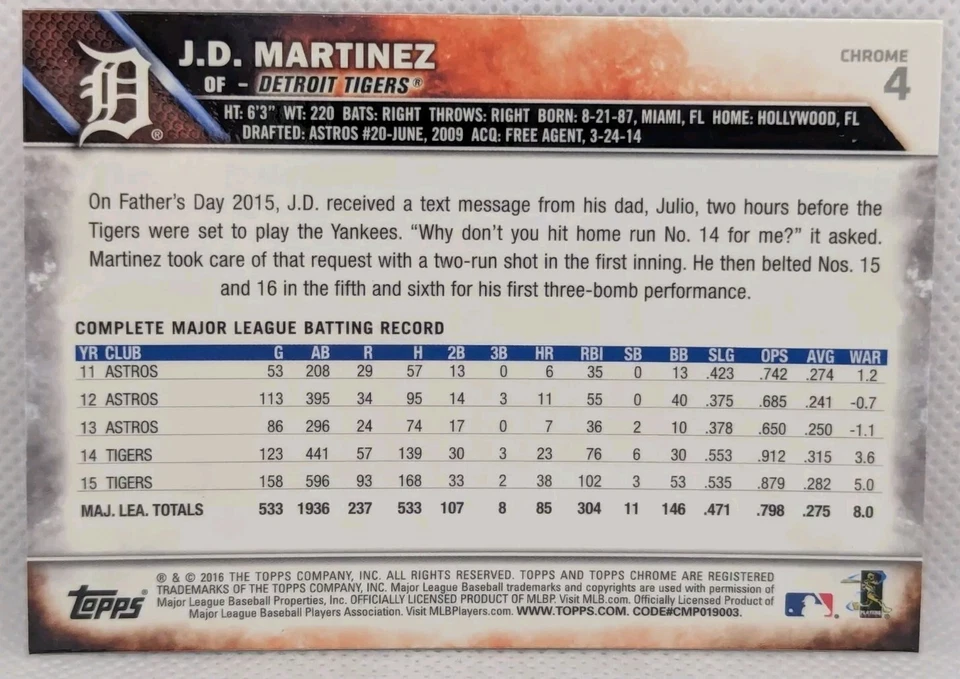 J.D. MARTINEZ
OF – DETROIT TIGERS®
CHROME
4
HT: 6'3" WT: 220 BATS: RIGHT THROWS: RIGHT BORN: 8-21-87, MIAMI, FL HOME: HOLLYWOOD, FL
DRAFTED: ASTROS #20-JUNE, 2009 ACQ: FREE AGENT, 3-24-14
D®
On Father's Day 2015, J.D. received a text message from his dad, Julio, two hours before the
Tigers were set to play the Yankees. "Why don't you hit home run No. 14 for me?" it asked.
Martinez took care of that request with a two-run shot in the first inning. He then belted Nos. 15
and 16 in the fifth and sixth for his first three-bomb performance.
COMPLETE MAJOR LEAGUE BATTING RECORD
YR CLUB G AB R H 2B 3B HR RBI SB BB SLG OPS AVG WAR
11 ASTROS 53 208 29 57 13 0 6 35 0 13 .423 .742 .274 1.2
12 ASTROS 113 395 34 95 14 3 11 55 0 40 .375 .685 .241 -0.7
13 ASTROS 86 296 24 74 17 0 7 36 2 10 .378 .650 .250 -1.1
14 TIGERS 123 441 57 139 30 3 23 76 6 30 .553 .912 .315 3.6
15 TIGERS 158 596 93 168 33 2 38 102 3 53 .535 .879 .282 5.0
MAJ. LEA. TOTALS 533 1936 237 533 107 8 85 304 11 146 .471 .798 .275 8.0
Topps®
® & © 2016 THE TOPPS COMPANY, INC. ALL RIGHTS RESERVED. TOPPS AND TOPPS CHROME ARE REGISTERED
TRADEMARKS OF THE TOPPS COMPANY, INC. Major League Baseball trademarks and copyrights are used with permission of
Major League Baseball Properties, Inc. OFFICIALLY LICENSED PRODUCT OF MLBP. Visit MLB.com. Officially Licensed Product of
Major League Baseball Players Association. Visit MLBPlayers.com. WWW.TOPPS.COM. CODE#CMP019003.